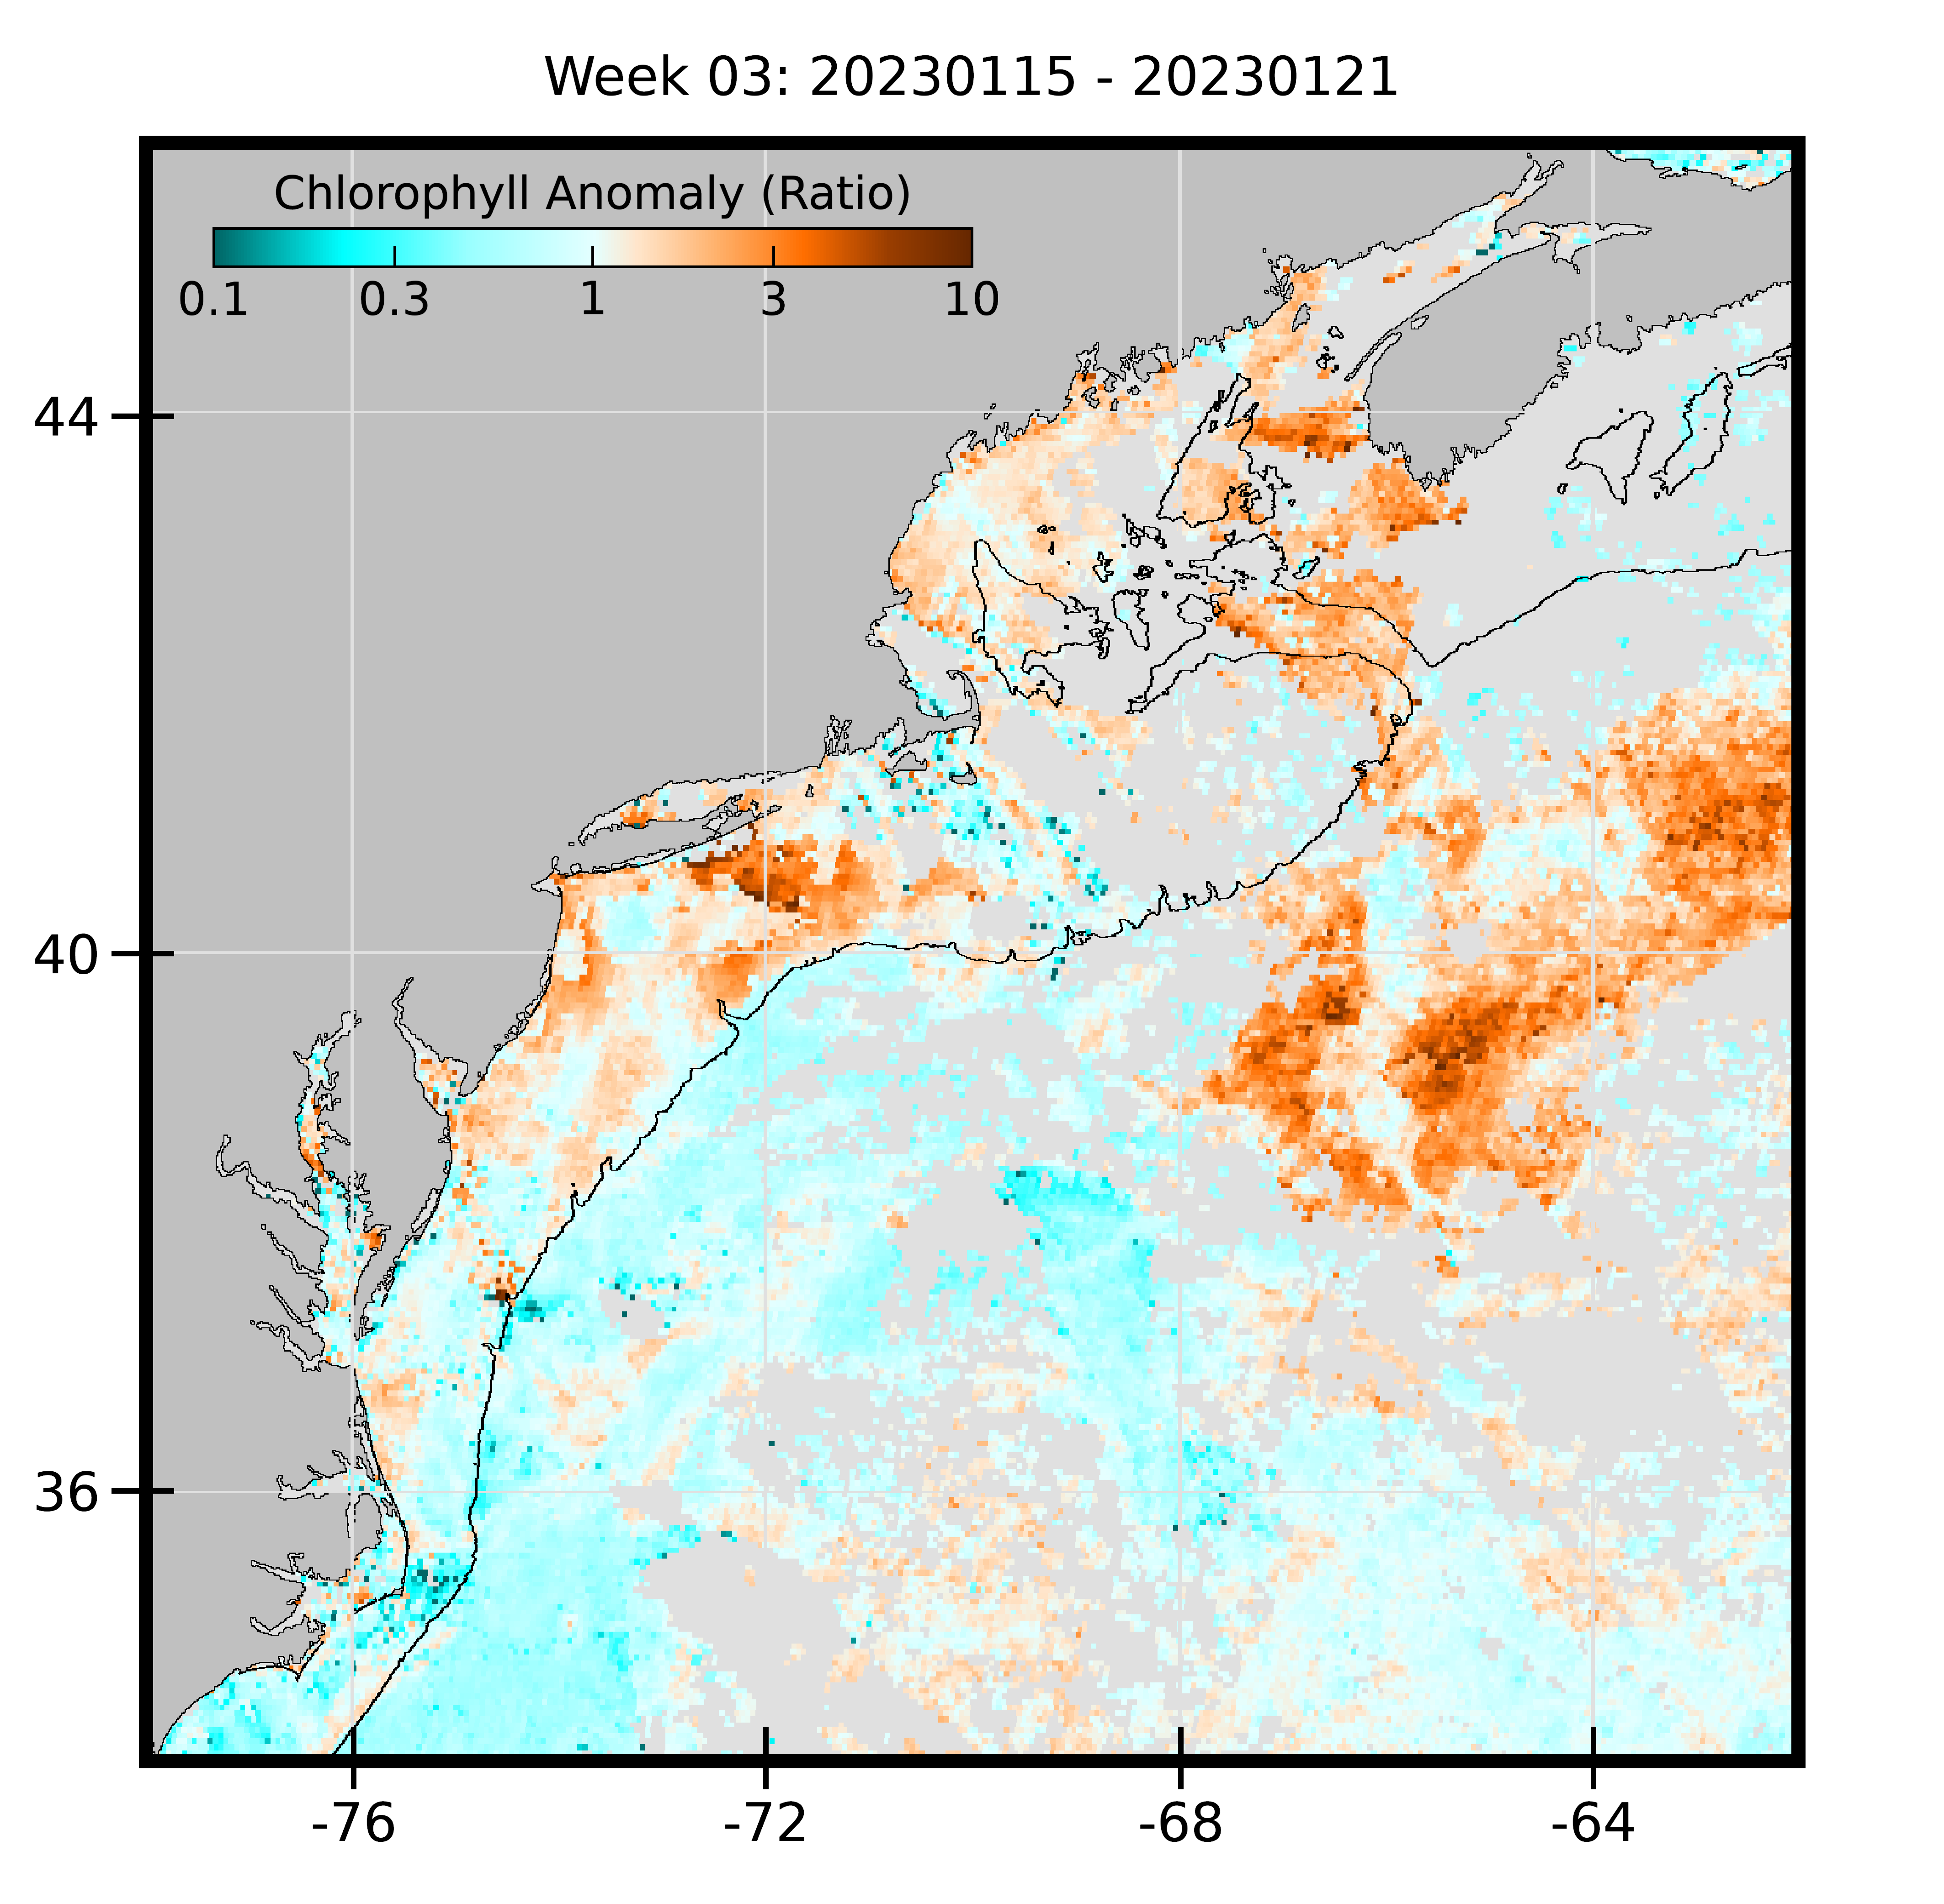 Week 03: 20230115 - 20230121
Chlorophyll Anomaly (Ratio)
0.1 0.3 1 3 10
44
40
36
-76 -72 -68 -64